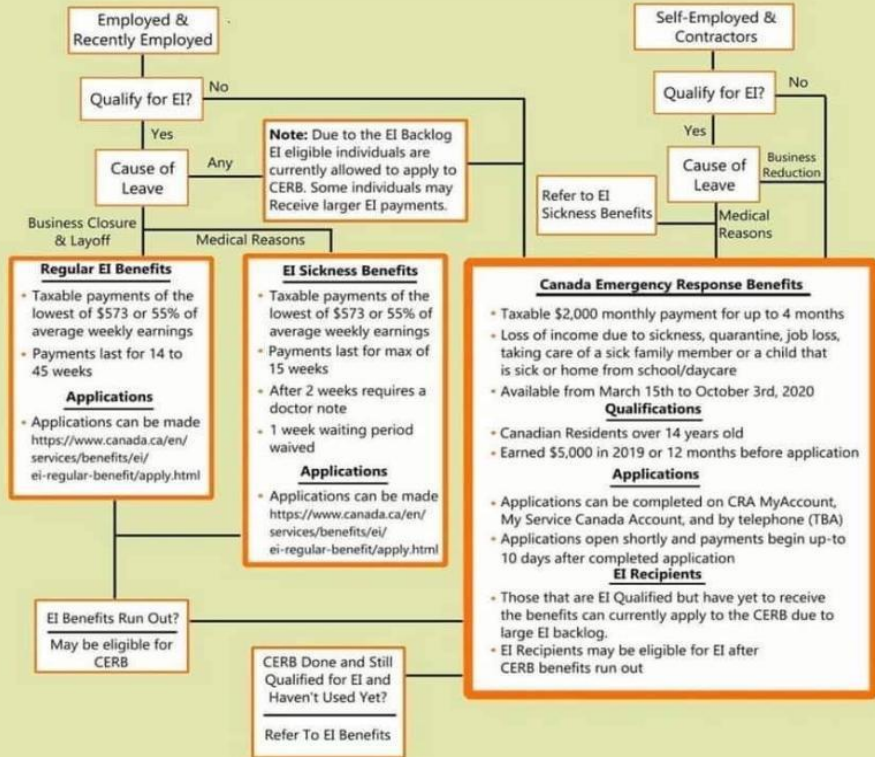 Employed &
Recently Employed
Self-Employed &
Contractors
Qualify for EI?
No
Qualify for EI?
No
Yes
Yes
Cause of
Leave
Any
Note: Due to the EI Backlog
EI eligible individuals are
currently allowed to apply to
CERB. Some individuals may
Receive larger EI payments.
Cause of
Leave
Business
Reduction
Refer to EI
Sickness Benefits
Medical
Reasons
Business Closure
& Layoff
Medical Reasons
Regular EI Benefits
• Taxable payments of the
lowest of $573 or 55% of
average weekly earnings
• Payments last for 14 to
45 weeks
Applications
• Applications can be made
https://www.canada.ca/en/
services/benefits/ei/
ei-regular-benefit/apply.html
EI Sickness Benefits
• Taxable payments of the
lowest of $573 or 55% of
average weekly earnings
• Payments last for max of
15 weeks
• After 2 weeks requires a
doctor note
• 1 week waiting period
waived
Applications
• Applications can be made
https://www.canada.ca/en/
services/benefits/ei/
ei-regular-benefit/apply.html
Canada Emergency Response Benefits
• Taxable $2,000 monthly payment for up to 4 months
• Loss of income due to sickness, quarantine, job loss,
taking care of a sick family member or a child that
is sick or home from school/daycare
• Available from March 15th to October 3rd, 2020
Qualifications
• Canadian Residents over 14 years old
• Earned $5,000 in 2019 or 12 months before application
Applications
• Applications can be completed on CRA MyAccount,
My Service Canada Account, and by telephone (TBA)
• Applications open shortly and payments begin up-to
10 days after completed application
EI Recipients
• Those that are EI Qualified but have yet to receive
the benefits can currently apply to the CERB due to
large EI backlog.
• EI Recipients may be eligible for EI after
CERB benefits run out
EI Benefits Run Out?
May be eligible for
CERB
CERB Done and Still
Qualified for EI and
Haven't Used Yet?
Refer To EI Benefits